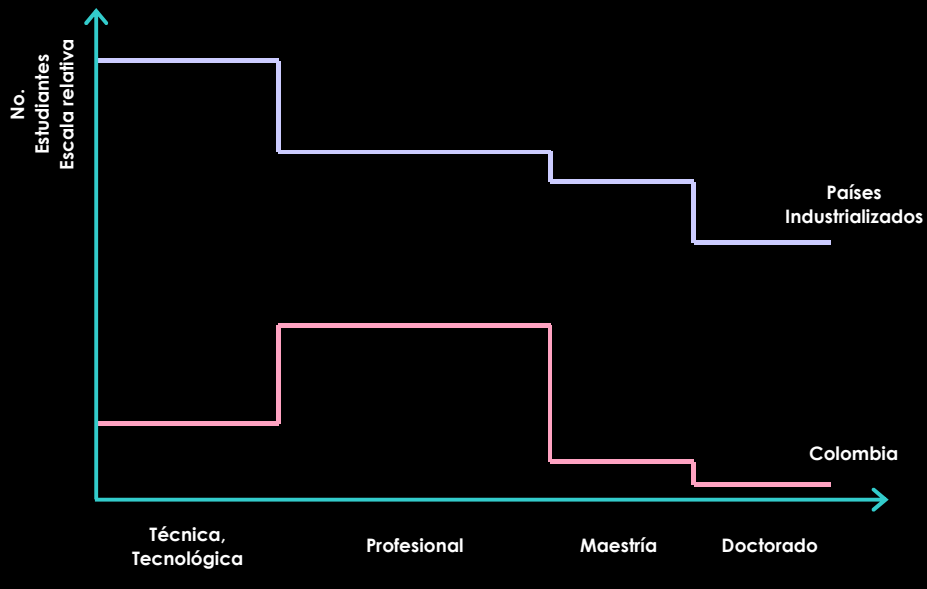 No.
Estudiantes
Escala relativa
Países
Industrializados
Colombia
Técnica,
Tecnológica
Profesional
Maestría
Doctorado